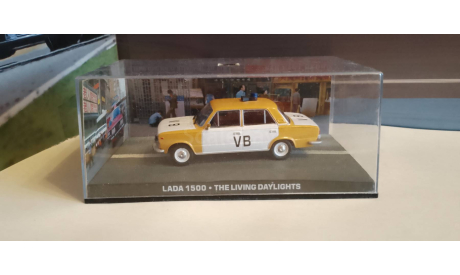 VB
LADA 1500 • THE LIVING DAYLIGHTS